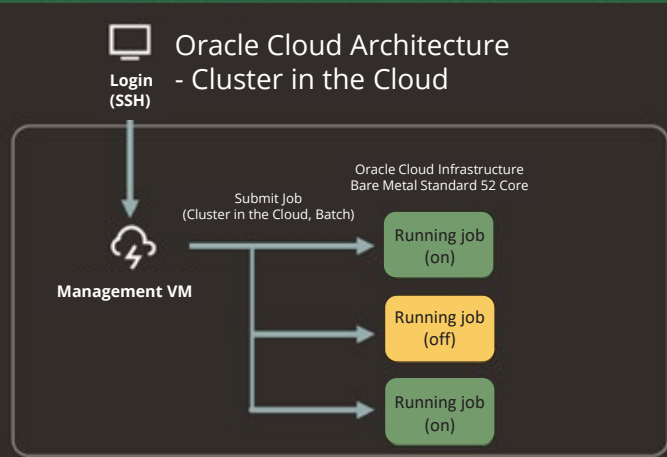 Oracle Cloud Architecture
- Cluster in the Cloud
Login
(SSH)
Oracle Cloud Infrastructure
Bare Metal Standard 52 Core
Submit Job
(Cluster in the Cloud, Batch)
Running job
(on)
Management VM
Running job
(off)
Running job
(on)